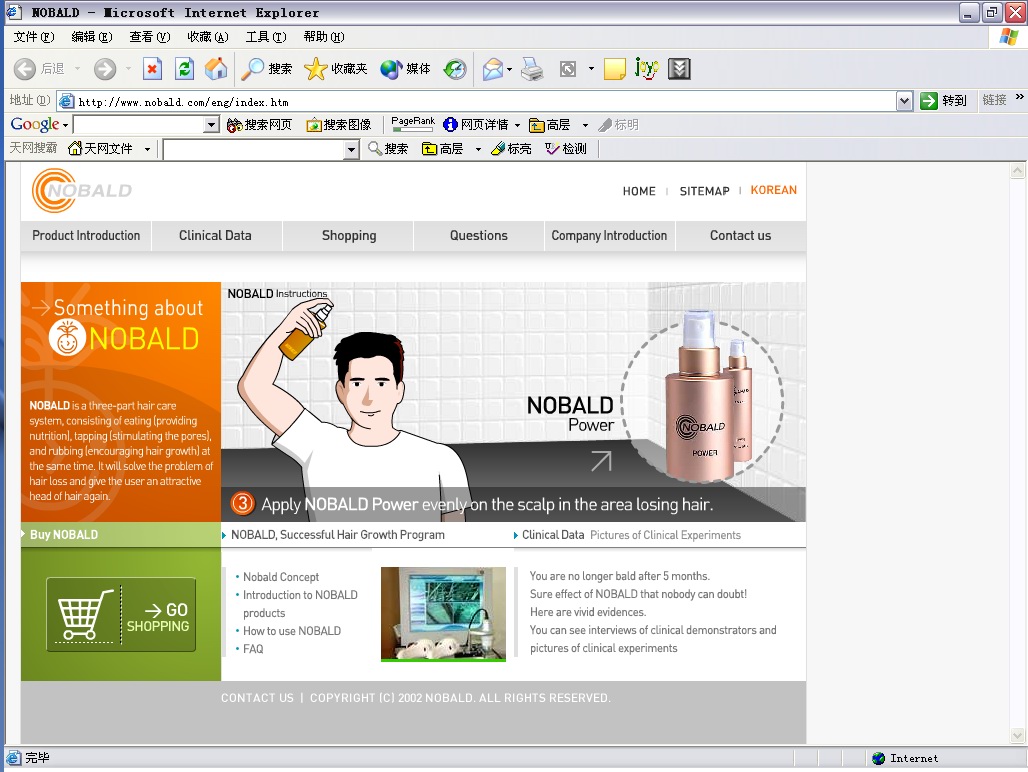 NOBALD - Microsoft Internet Explorer
文件(F) 编辑(E) 查看(V) 收藏(A) 工具(T) 帮助(H)
后退 搜索 收藏夹 媒体
地址(D) http://www.nobald.com/eng/index.htm 转到 链接 »
Google 搜索网页 搜索图像 PageRank 网页详情 高层 标明
天网搜霸 天网文件 搜索 高层 标亮 检测
NOBALD
HOME | SITEMAP | KOREAN
Product Introduction Clinical Data Shopping Questions Company Introduction Contact us
Something about
NOBALD
NOBALD is a three-part hair care
system, consisting of eating (providing
nutrition), tapping (stimulating the pores),
and rubbing (encouraging hair growth) at
the same time. It will solve the problem of
hair loss and give the user an attractive
head of hair again.
NOBALD Instructions
NOBALD
Power
NOBALD
POWER
3 Apply NOBALD Power evenly on the scalp in the area losing hair.
Buy NOBALD
GO
SHOPPING
NOBALD, Successful Hair Growth Program
• Nobald Concept
• Introduction to NOBALD
products
• How to use NOBALD
• FAQ
Clinical Data Pictures of Clinical Experiments
You are no longer bald after 5 months.
Sure effect of NOBALD that nobody can doubt!
Here are vivid evidences.
You can see interviews of clinical demonstrators and
pictures of clinical experiments
CONTACT US | COPYRIGHT (C) 2002 NOBALD. ALL RIGHTS RESERVED.
完毕 Internet